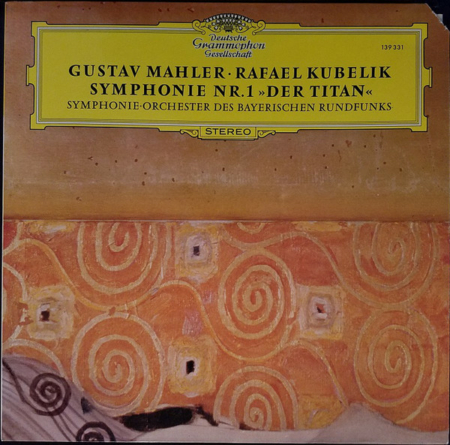 Deutsche
Grammophon
Gesellschaft
139 331
GUSTAV MAHLER · RAFAEL KUBELIK
SYMPHONIE NR. 1 »DER TITAN«
SYMPHONIE-ORCHESTER DES BAYERISCHEN RUNDFUNKS
STEREO